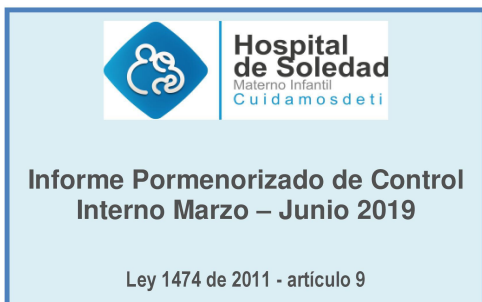 Hospital
de Soledad
Materno Infantil
Cuidamosdeti
Informe Pormenorizado de Control
Interno Marzo – Junio 2019
Ley 1474 de 2011 - artículo 9